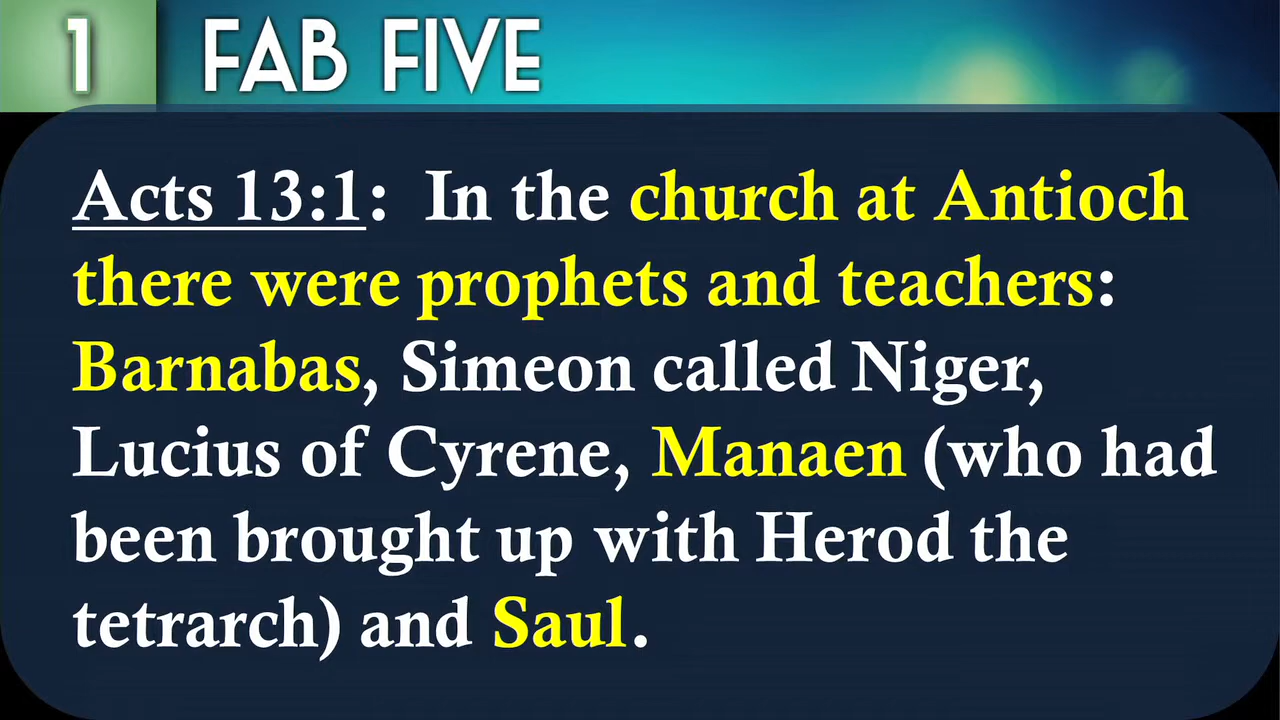 1 FAB FIVE
Acts 13:1: In the church at Antioch
there were prophets and teachers:
Barnabas, Simeon called Niger,
Lucius of Cyrene, Manaen (who had
been brought up with Herod the
tetrarch) and Saul.